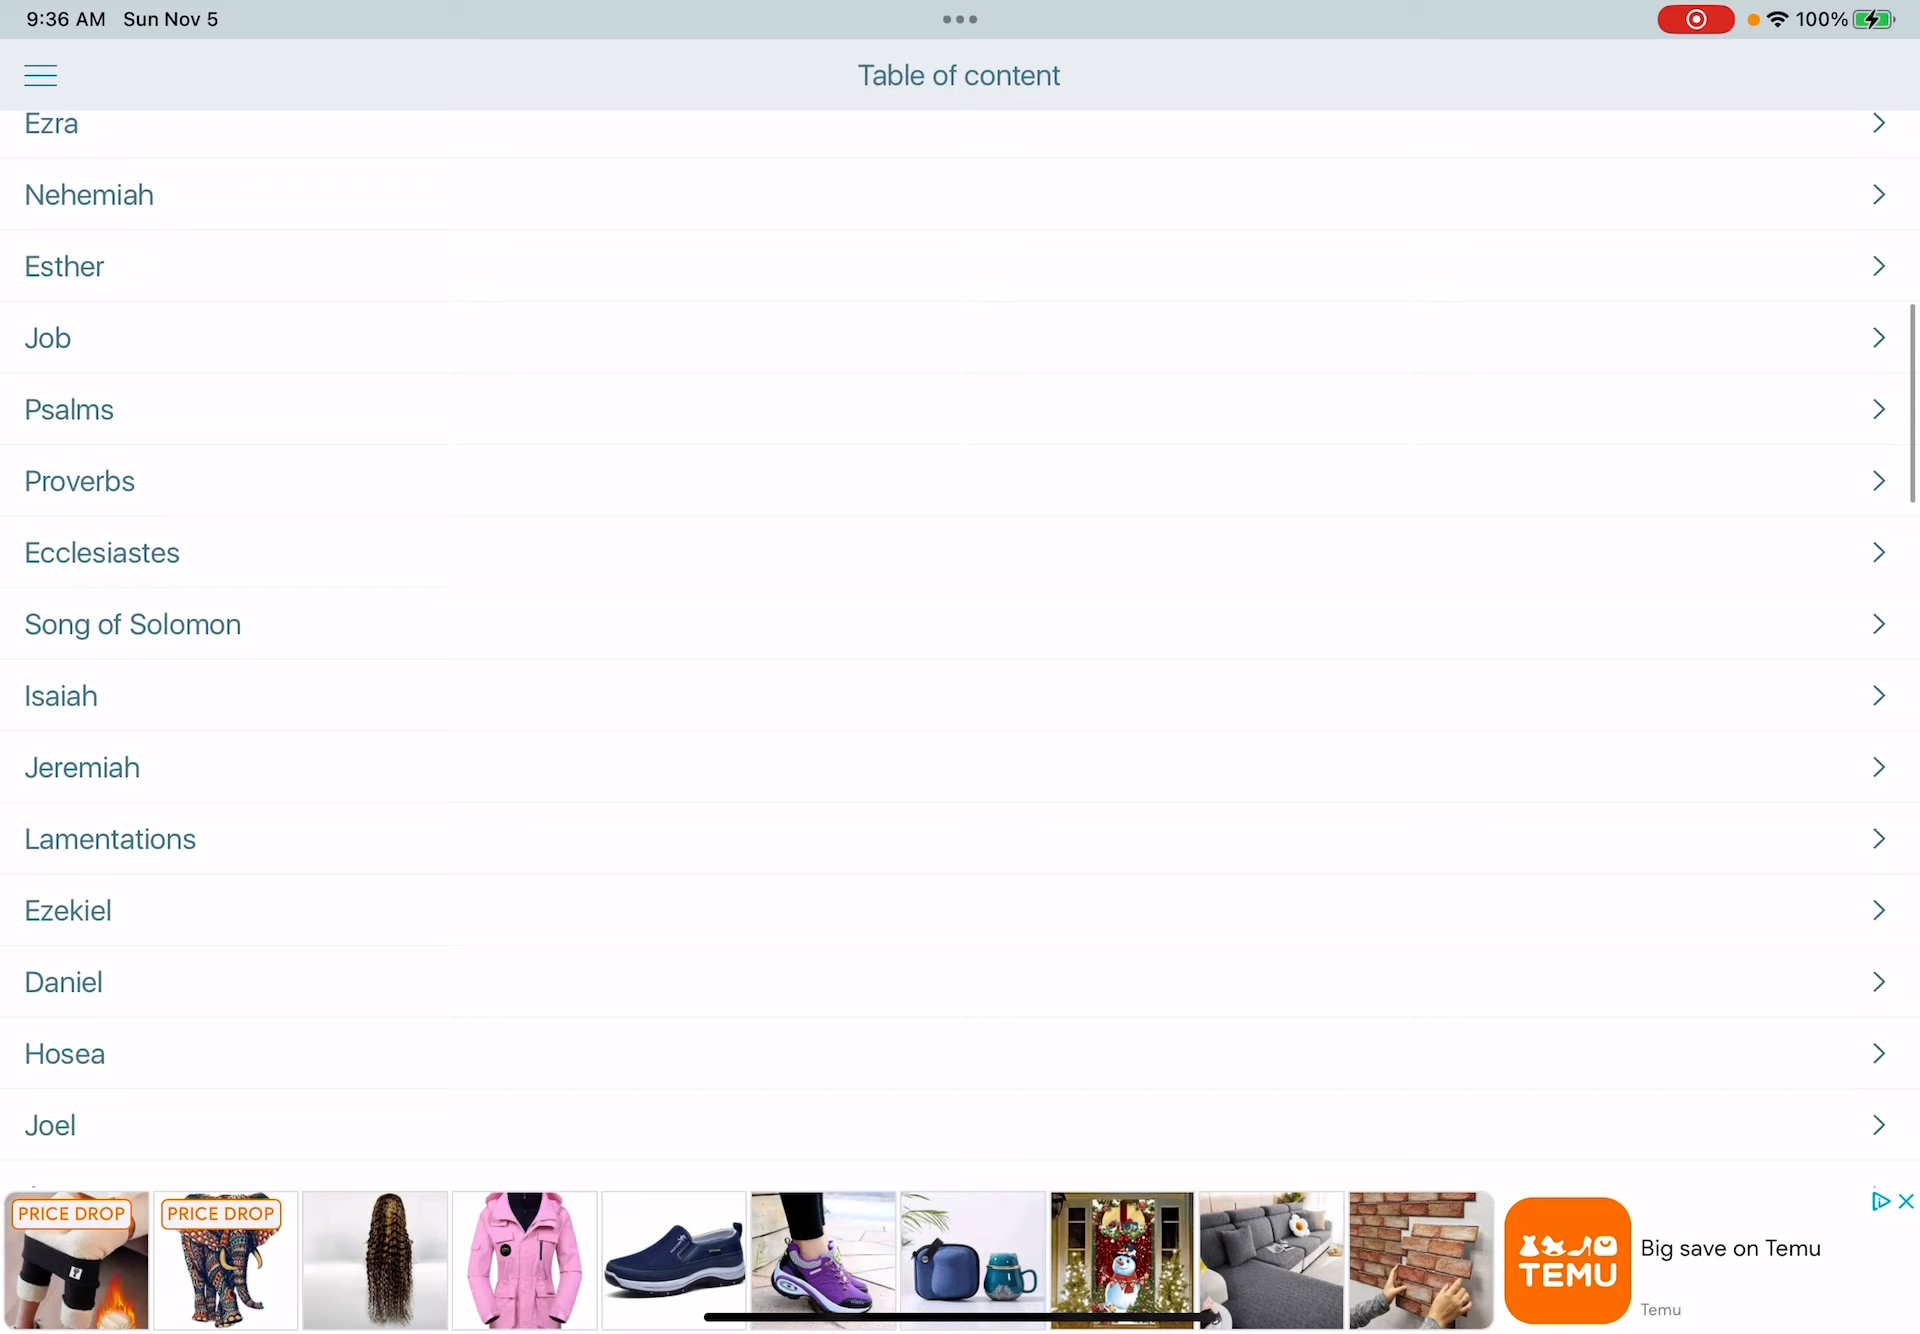 9:36 AM Sun Nov 5
100%
Table of content
Ezra
Nehemiah
Esther
Job
Psalms
Proverbs
Ecclesiastes
Song of Solomon
Isaiah
Jeremiah
Lamentations
Ezekiel
Daniel
Hosea
Joel
PRICE DROP
PRICE DROP
TEMU
Big save on Temu
Temu